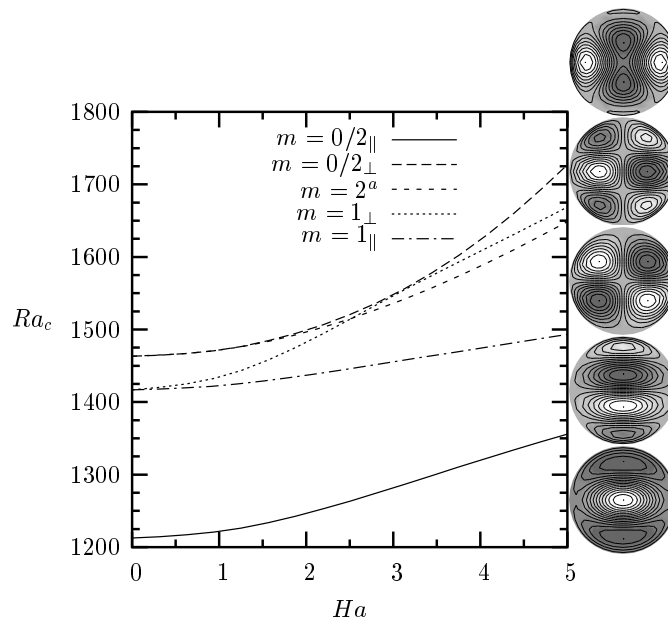 1800
1700
1600
1500
1400
1300
1200
Ra_c
m = 0/2_∥
m = 0/2_⊥
m = 2^a
m = 1_⊥
m = 1_∥
0 1 2 3 4 5
Ha